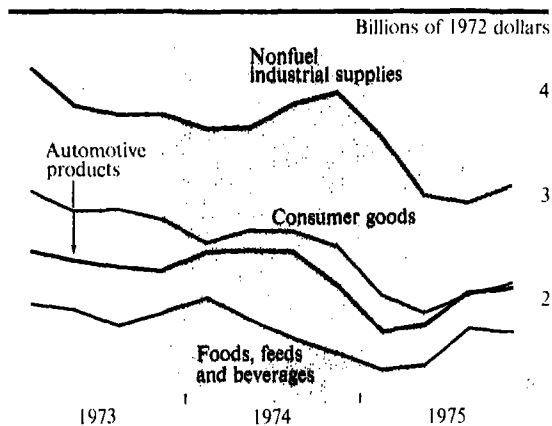 Billions of 1972 dollars
Nonfuel
industrial supplies
4
Automotive
products
3
Consumer goods
2
Foods, feeds
and beverages
1973 1974 1975